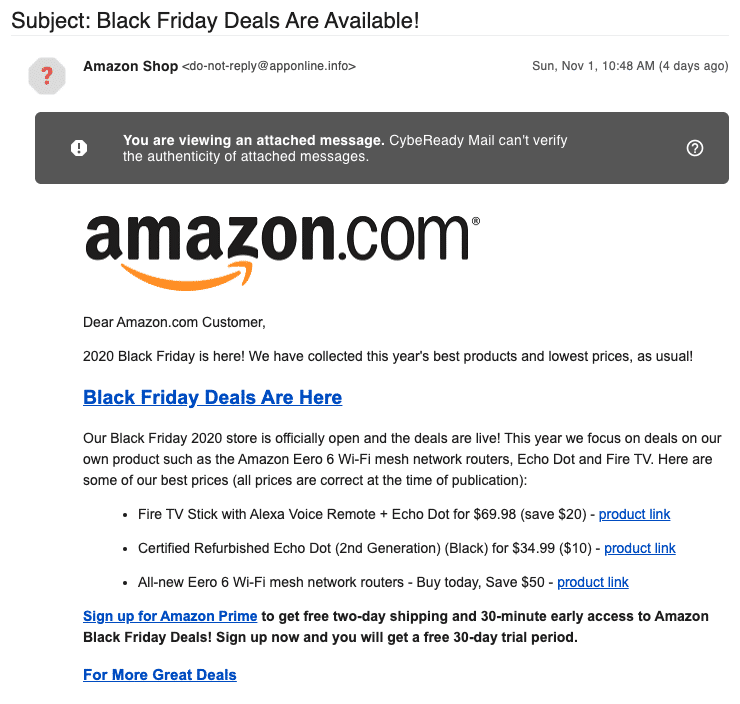 Subject: Black Friday Deals Are Available!
Amazon Shop <do-not-reply@apponline.info>
Sun, Nov 1, 10:48 AM (4 days ago)
You are viewing an attached message. CybeReady Mail can't verify
the authenticity of attached messages.
amazon.com®
Dear Amazon.com Customer,
2020 Black Friday is here! We have collected this year's best products and lowest prices, as usual!
Black Friday Deals Are Here
Our Black Friday 2020 store is officially open and the deals are live! This year we focus on deals on our
own product such as the Amazon Eero 6 Wi-Fi mesh network routers, Echo Dot and Fire TV. Here are
some of our best prices (all prices are correct at the time of publication):
• Fire TV Stick with Alexa Voice Remote + Echo Dot for $69.98 (save $20) - product link
• Certified Refurbished Echo Dot (2nd Generation) (Black) for $34.99 ($10) - product link
• All-new Eero 6 Wi-Fi mesh network routers - Buy today, Save $50 - product link
Sign up for Amazon Prime to get free two-day shipping and 30-minute early access to Amazon
Black Friday Deals! Sign up now and you will get a free 30-day trial period.
For More Great Deals